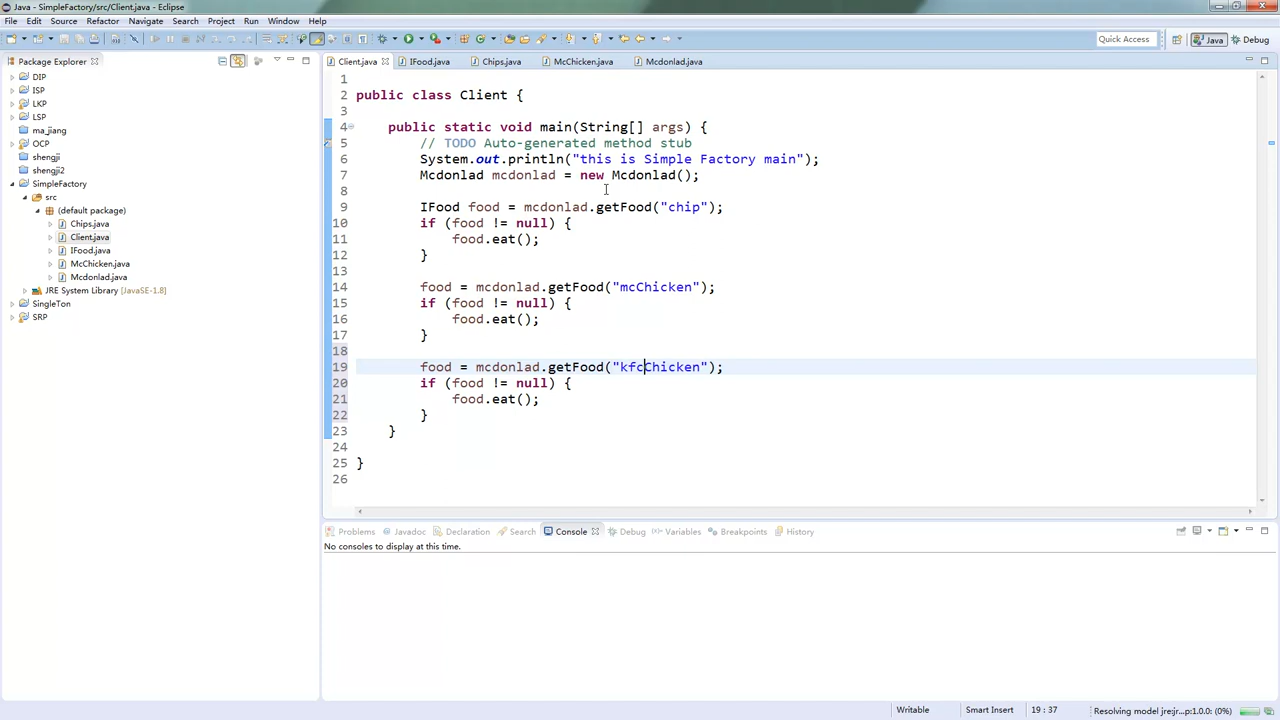 Java - SimpleFactory/src/Client.java - Eclipse
File Edit Source Refactor Navigate Search Project Run Window Help
Quick Access Java Debug
Package Explorer
DIP
ISP
LKP
LSP
ma_jiang
OCP
shengji
shengji2
SimpleFactory
src
(default package)
Chips.java
Client.java
IFood.java
McChicken.java
Mcdonlad.java
JRE System Library [JavaSE-1.8]
SingleTon
SRP
Client.java IFood.java Chips.java McChicken.java Mcdonlad.java
1
2 public class Client {
3
4 public static void main(String[] args) {
5 // TODO Auto-generated method stub
6 System.out.println("this is Simple Factory main");
7 Mcdonlad mcdonlad = new Mcdonlad();
8
9 IFood food = mcdonlad.getFood("chip");
10 if (food != null) {
11 food.eat();
12 }
13
14 food = mcdonlad.getFood("mcChicken");
15 if (food != null) {
16 food.eat();
17 }
18
19 food = mcdonlad.getFood("kfcChicken");
20 if (food != null) {
21 food.eat();
22 }
23 }
24
25 }
26
Problems Javadoc Declaration Search Console Debug Variables Breakpoints History
No consoles to display at this time.
Writable Smart Insert 19 : 37 Resolving model jre:jr...p:1.0.0: (0%)